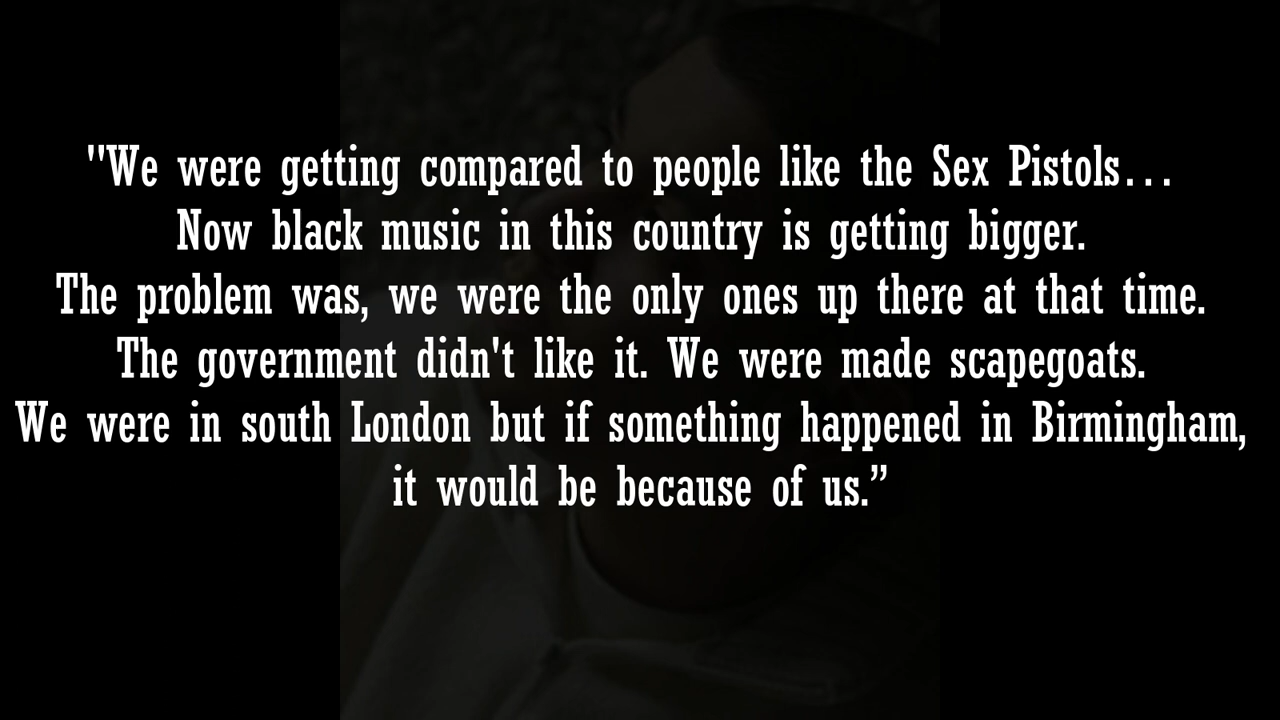 "We were getting compared to people like the Sex Pistols…
Now black music in this country is getting bigger.
The problem was, we were the only ones up there at that time.
The government didn't like it. We were made scapegoats.
We were in south London but if something happened in Birmingham,
it would be because of us.”